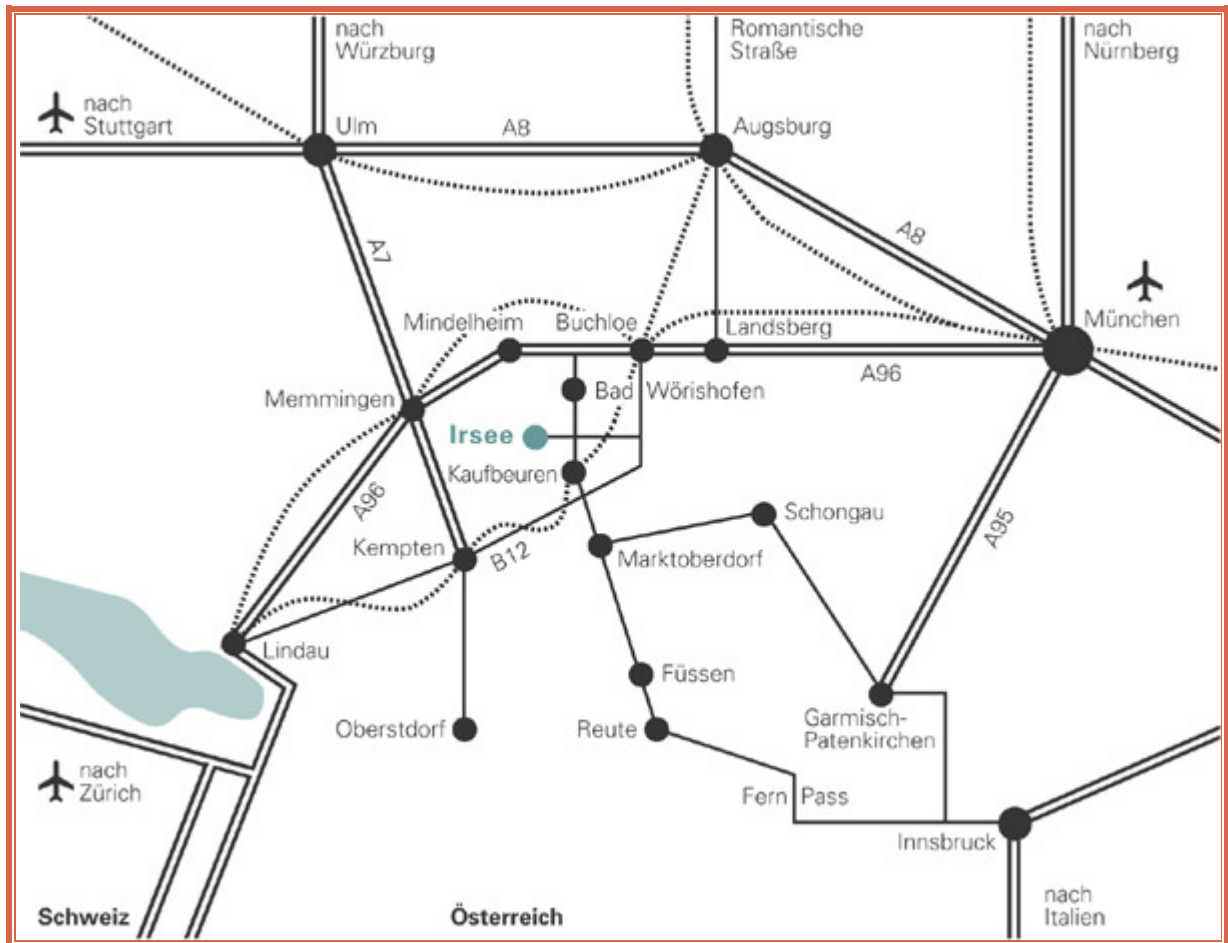 nach
Würzburg
Romantische
Straße
nach
Nürnberg
nach
Stuttgart
Ulm
A8
Augsburg
A7
A8
München
Mindelheim
Buchloe
Landsberg
A96
Memmingen
Bad Wörishofen
Irsee
Kaufbeuren
A96
Schongau
A95
Kempten
B12
Marktoberdorf
Lindau
Füssen
Oberstdorf
Reute
Garmisch-
Patenkirchen
nach
Zürich
Fern Pass
Innsbruck
nach
Italien
Schweiz
Österreich